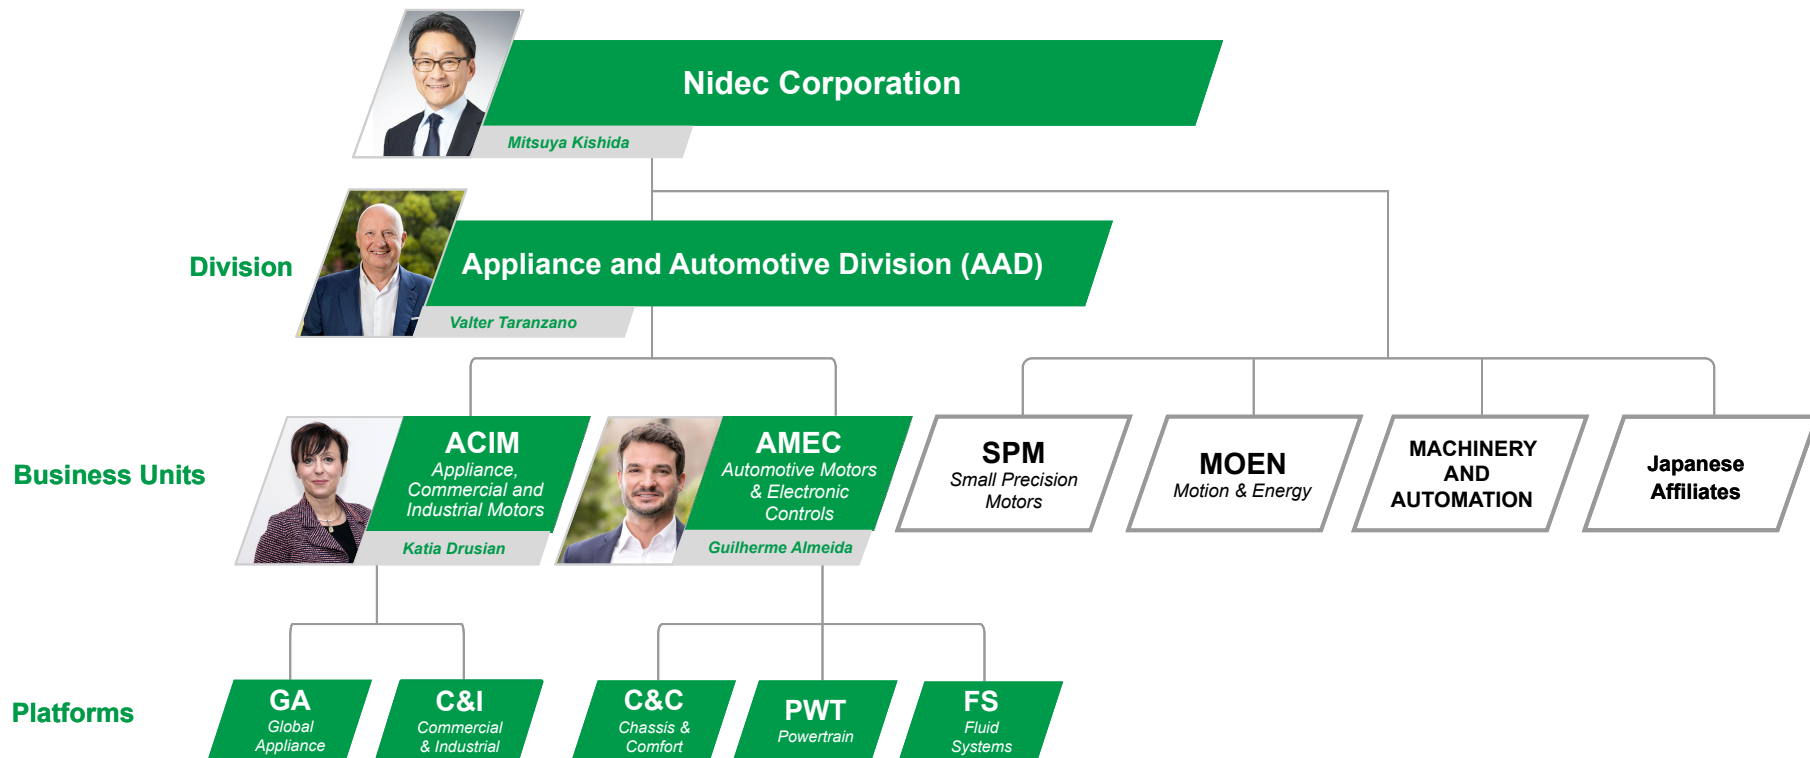 Nidec Corporation
Mitsuya Kishida
Division
Appliance and Automotive Division (AAD)
Valter Taranzano
Business Units
ACIM
Appliance,
Commercial and
Industrial Motors
Katia Drusian
AMEC
Automotive Motors
& Electronic
Controls
Guilherme Almeida
SPM
Small Precision
Motors
MOEN
Motion & Energy
MACHINERY
AND
AUTOMATION
Japanese
Affiliates
Platforms
GA
Global
Appliance
C&I
Commercial
& Industrial
C&C
Chassis &
Comfort
PWT
Powertrain
FS
Fluid
Systems